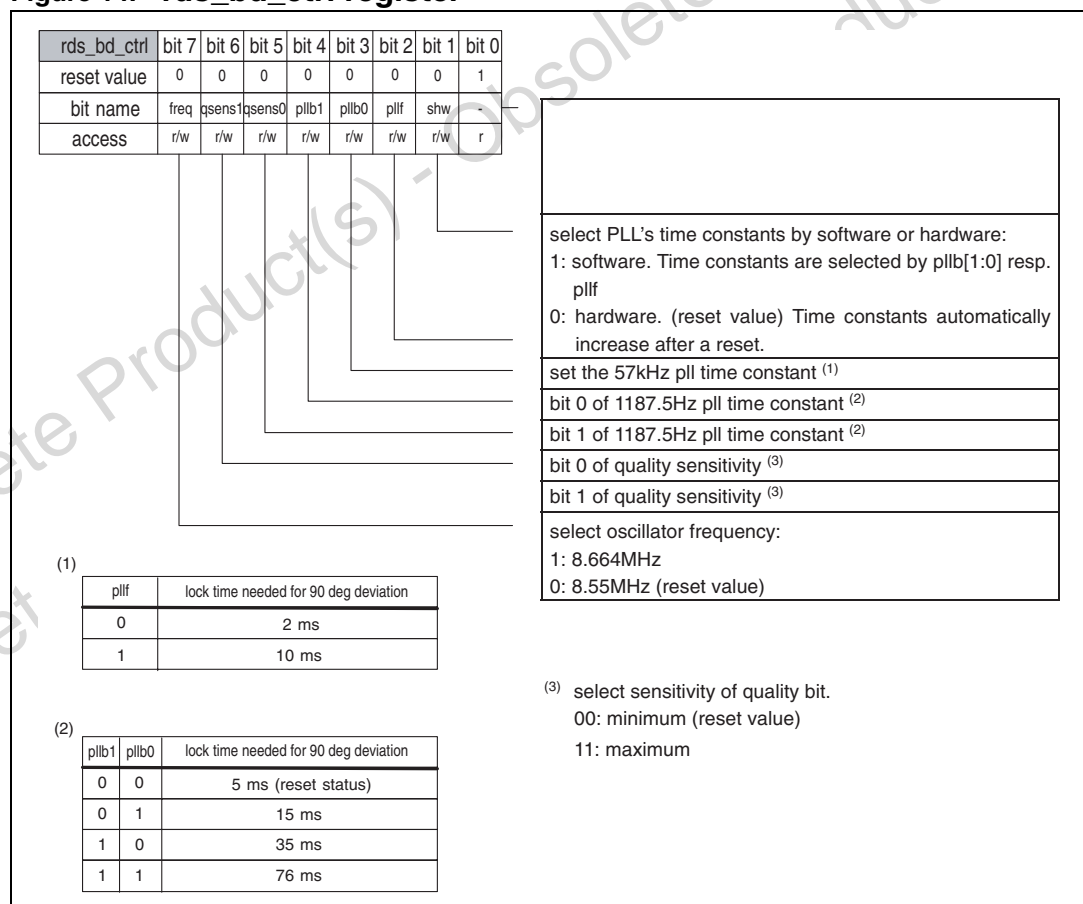 rds_bd_ctrl bit 7 bit 6 bit 5 bit 4 bit 3 bit 2 bit 1 bit 0
reset value 0 0 0 0 0 0 0 1
bit name freq qsens1 qsens0 pllb1 pllb0 pllf shw -
access r/w r/w r/w r/w r/w r/w r/w r
select PLL's time constants by software or hardware:
1: software. Time constants are selected by pllb[1:0] resp.
pllf
0: hardware. (reset value) Time constants automatically
increase after a reset.
set the 57kHz pll time constant (1)
bit 0 of 1187.5Hz pll time constant (2)
bit 1 of 1187.5Hz pll time constant (2)
bit 0 of quality sensitivity (3)
bit 1 of quality sensitivity (3)
select oscillator frequency:
1: 8.664MHz
0: 8.55MHz (reset value)
(1)
pllf lock time needed for 90 deg deviation
0 2 ms
1 10 ms
(3) select sensitivity of quality bit.
00: minimum (reset value)
11: maximum
(2)
pllb1 pllb0 lock time needed for 90 deg deviation
0 0 5 ms (reset status)
0 1 15 ms
1 0 35 ms
1 1 76 ms
ete Product(s) - Obsolete